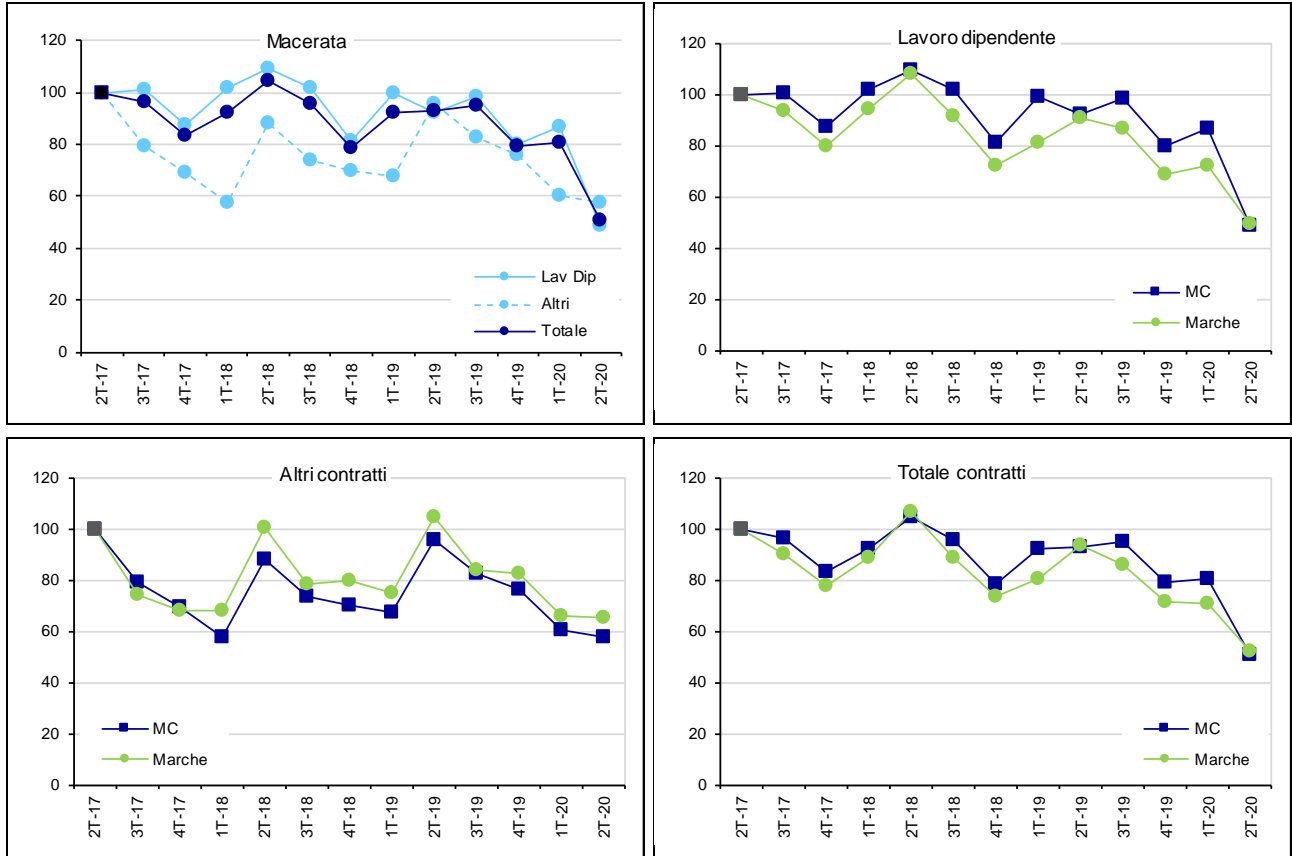 Macerata
120
100
80
60
40
20
0
Lav Dip
Altri
Totale
2T-17
3T-17
4T-17
1T-18
2T-18
3T-18
4T-18
1T-19
2T-19
3T-19
4T-19
1T-20
2T-20
Lavoro dipendente
120
100
80
60
40
20
0
MC
Marche
2T-17
3T-17
4T-17
1T-18
2T-18
3T-18
4T-18
1T-19
2T-19
3T-19
4T-19
1T-20
2T-20
Altri contratti
120
100
80
60
40
20
0
MC
Marche
2T-17
3T-17
4T-17
1T-18
2T-18
3T-18
4T-18
1T-19
2T-19
3T-19
4T-19
1T-20
2T-20
Totale contratti
120
100
80
60
40
20
0
MC
Marche
2T-17
3T-17
4T-17
1T-18
2T-18
3T-18
4T-18
1T-19
2T-19
3T-19
4T-19
1T-20
2T-20